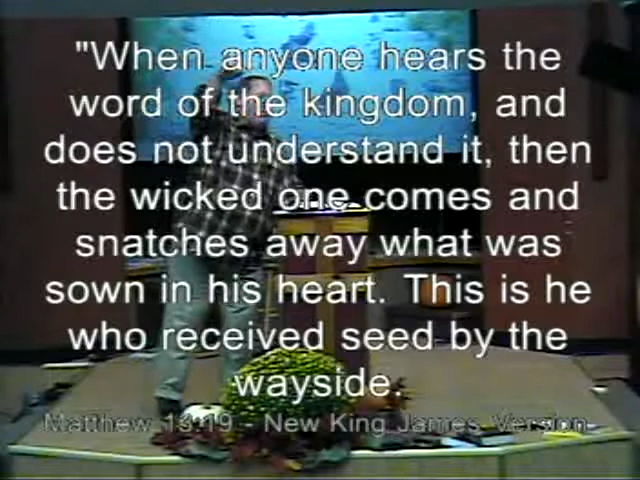 "When anyone hears the
word of the kingdom, and
does not understand it, then
the wicked one comes and
snatches away what was
sown in his heart. This is he
who received seed by the
wayside.
Matthew 13:19 - New King James Version